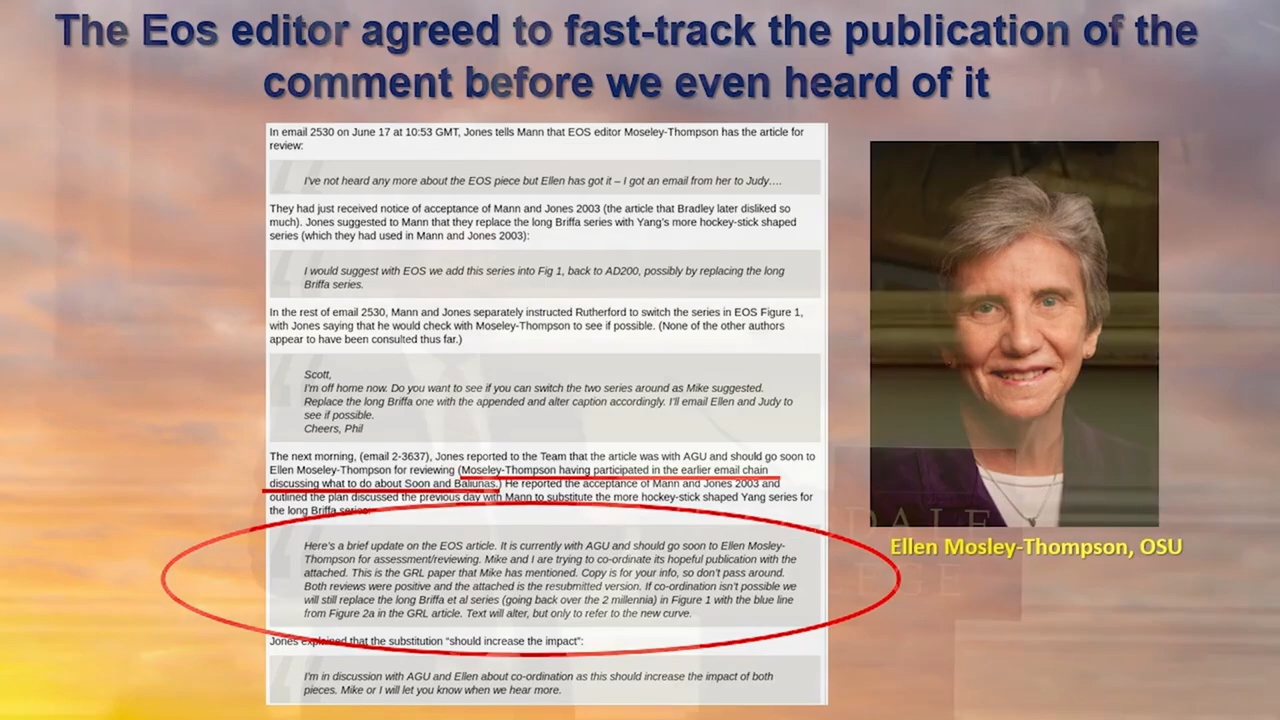 The Eos editor agreed to fast-track the publication of the
comment before we even heard of it
In email 2530 on June 17 at 10:53 GMT, Jones tells Mann that EOS editor Moseley-Thompson has the article for
review:
I've not heard any more about the EOS piece but Ellen has got it – I got an email from her to Judy….
They had just received notice of acceptance of Mann and Jones 2003 (the article that Bradley later disliked so
much). Jones suggested to Mann that they replace the long Briffa series with Yang's more hockey-stick shaped
series (which they had used in Mann and Jones 2003):
I would suggest with EOS we add this series into Fig 1, back to AD200, possibly by replacing the long
Briffa series.
In the rest of email 2530, Mann and Jones separately instructed Rutherford to switch the series in EOS Figure 1,
with Jones saying that he would check with Moseley-Thompson to see if possible. (None of the other authors
appear to have been consulted thus far.)
Scott,
I'm off home now. Do you want to see if you can switch the two series around as Mike suggested.
Replace the long Briffa one with the appended and alter caption accordingly. I'll email Ellen and Judy to
see if possible.
Cheers, Phil
The next morning, (email 2-3637), Jones reported to the Team that the article was with AGU and should go soon to
Ellen Moseley-Thompson for reviewing (Moseley-Thompson having participated in the earlier email chain
discussing what to do about Soon and Baliunas.) He reported the acceptance of Mann and Jones 2003 and
outlined the plan discussed the previous day with Mann to substitute the more hockey-stick shaped Yang series for
the long Briffa series.
Here's a brief update on the EOS article. It is currently with AGU and should go soon to Ellen Mosley-
Thompson for assessment/reviewing. Mike and I are trying to co-ordinate its hopeful publication with the
attached. This is the GRL paper that Mike has mentioned. Copy is for your info, so don't pass around.
Both reviews were positive and the attached is the resubmitted version. If co-ordination isn't possible we
will still replace the long Briffa et al series (going back over the 2 millennia) in Figure 1 with the blue line
from Figure 2a in the GRL article. Text will alter, but only to refer to the new curve.
Jones explained that the substitution “should increase the impact”:
I'm in discussion with AGU and Ellen about co-ordination as this should increase the impact of both
pieces. Mike or I will let you know when we hear more.
DALE
Ellen Mosley-Thompson, OSU
EGE